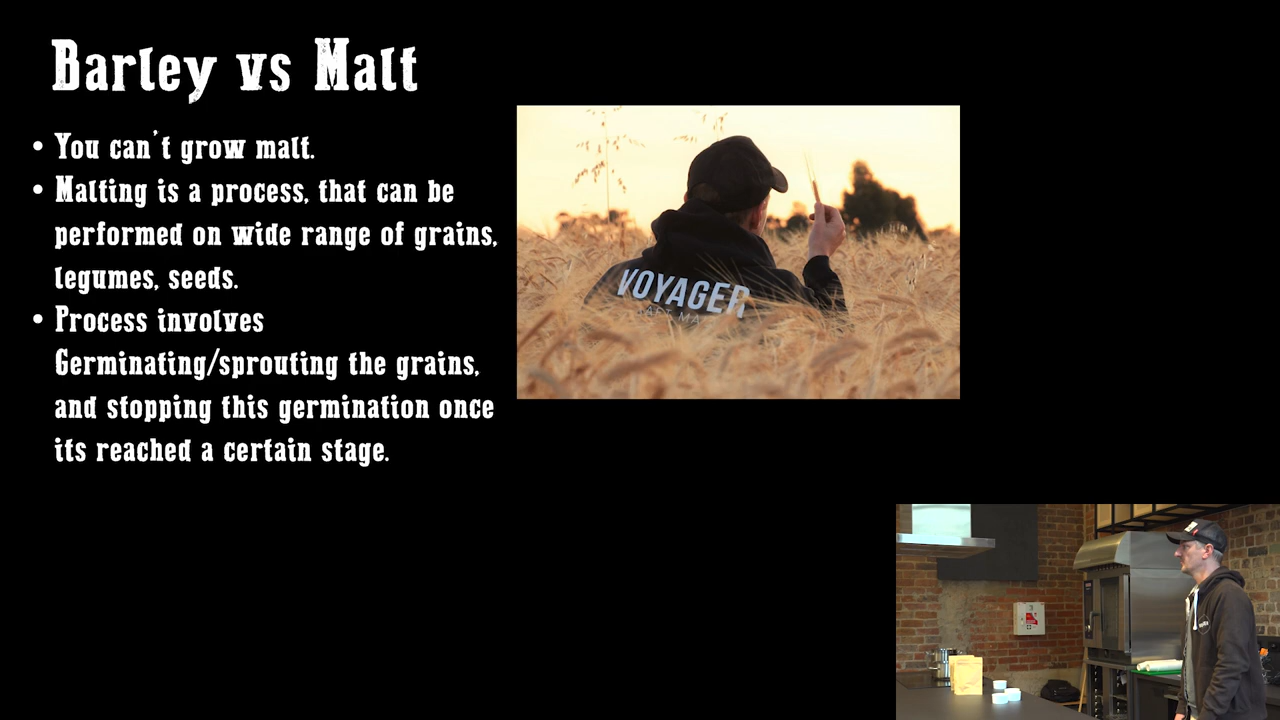 Barley vs Malt
• You can't grow malt.
• Malting is a process, that can be
performed on wide range of grains,
legumes, seeds.
• Process involves
Germinating/sprouting the grains,
and stopping this germination once
its reached a certain stage.
VOYAGER